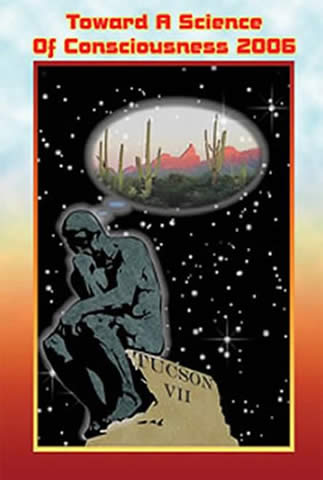 Toward A Science
Of Consciousness 2006
TUCSON
VII